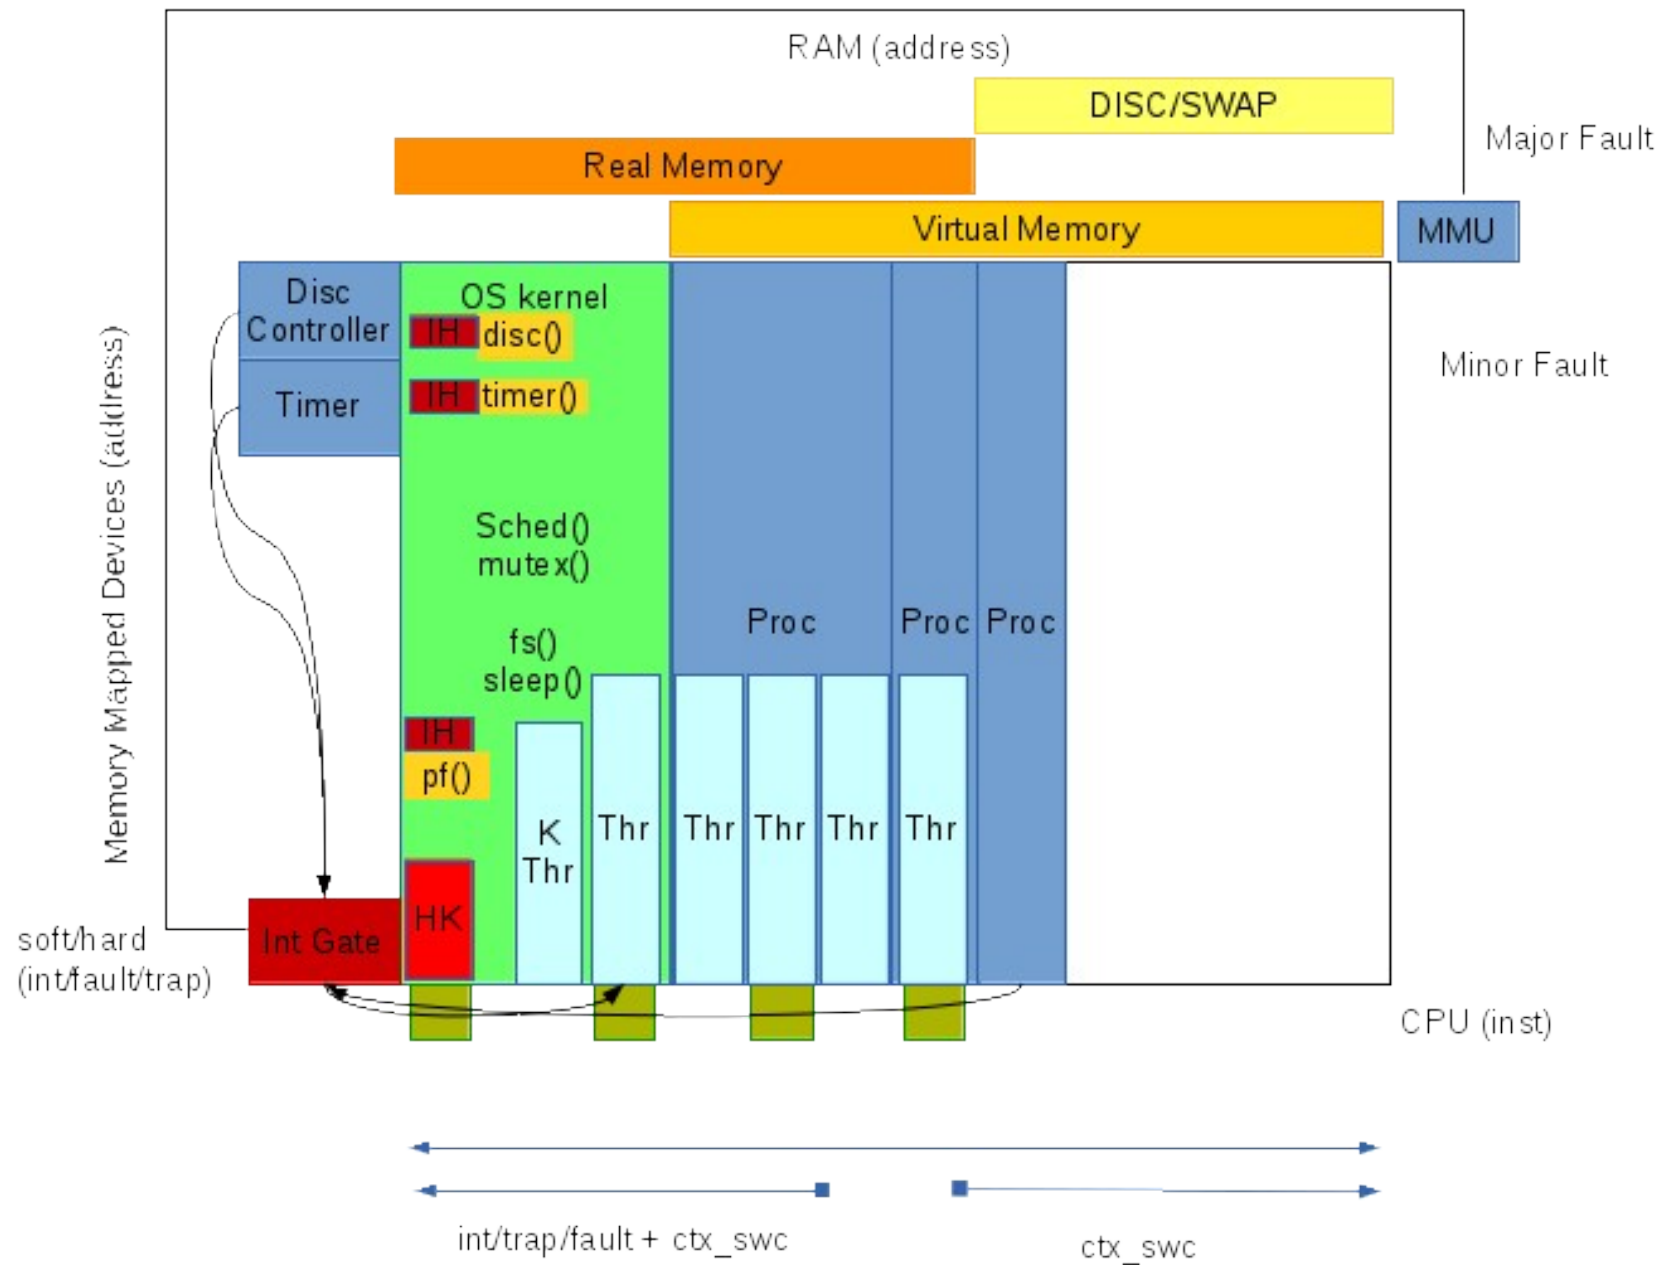 RAM (address)
DISC/SWAP
Major Fault
Real Memory
Virtual Memory
MMU
Disc
Controller
OS kernel
IH
disc()
Timer
IH
timer()
Minor Fault
Memory Mapped Devices (address)
Sched()
mutex()
fs()
sleep()
Proc
Proc
Proc
IH
pf()
K
Thr
Thr
Thr
Thr
Thr
Thr
HK
Int Gate
soft/hard
(int/fault/trap)
CPU (inst)
int/trap/fault + ctx_swc
ctx_swc